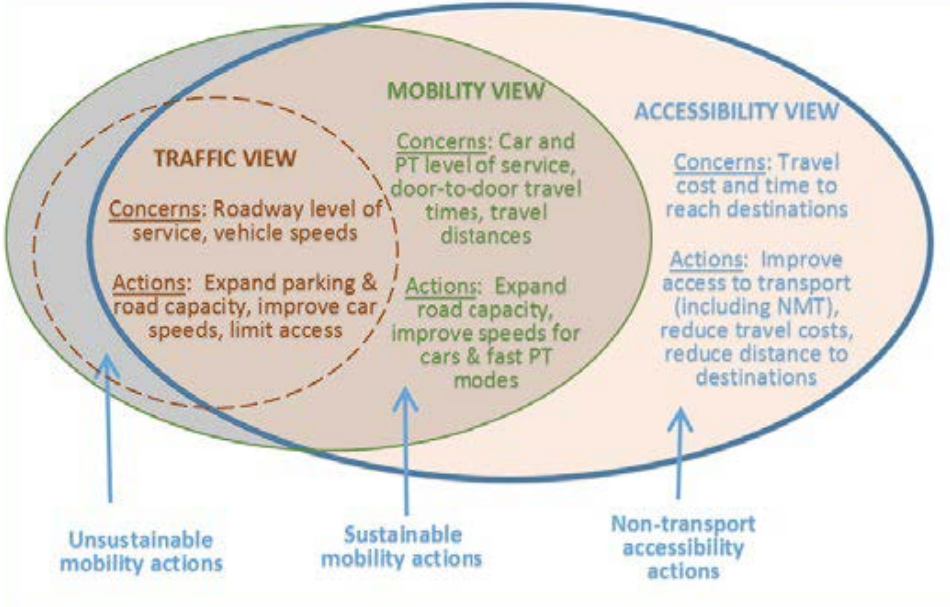 MOBILITY VIEW
Concerns: Car and
PT level of service,
door-to-door travel
times, travel
distances
Actions: Expand
road capacity,
improve speeds for
cars & fast PT
modes
ACCESSIBILITY VIEW
Concerns: Travel
cost and time to
reach destinations
Actions: Improve
access to transport
(including NMT),
reduce travel costs,
reduce distance to
destinations
TRAFFIC VIEW
Concerns: Roadway level of
service, vehicle speeds
Actions: Expand parking &
road capacity, improve car
speeds, limit access
Unsustainable
mobility actions
Sustainable
mobility actions
Non-transport
accessibility
actions